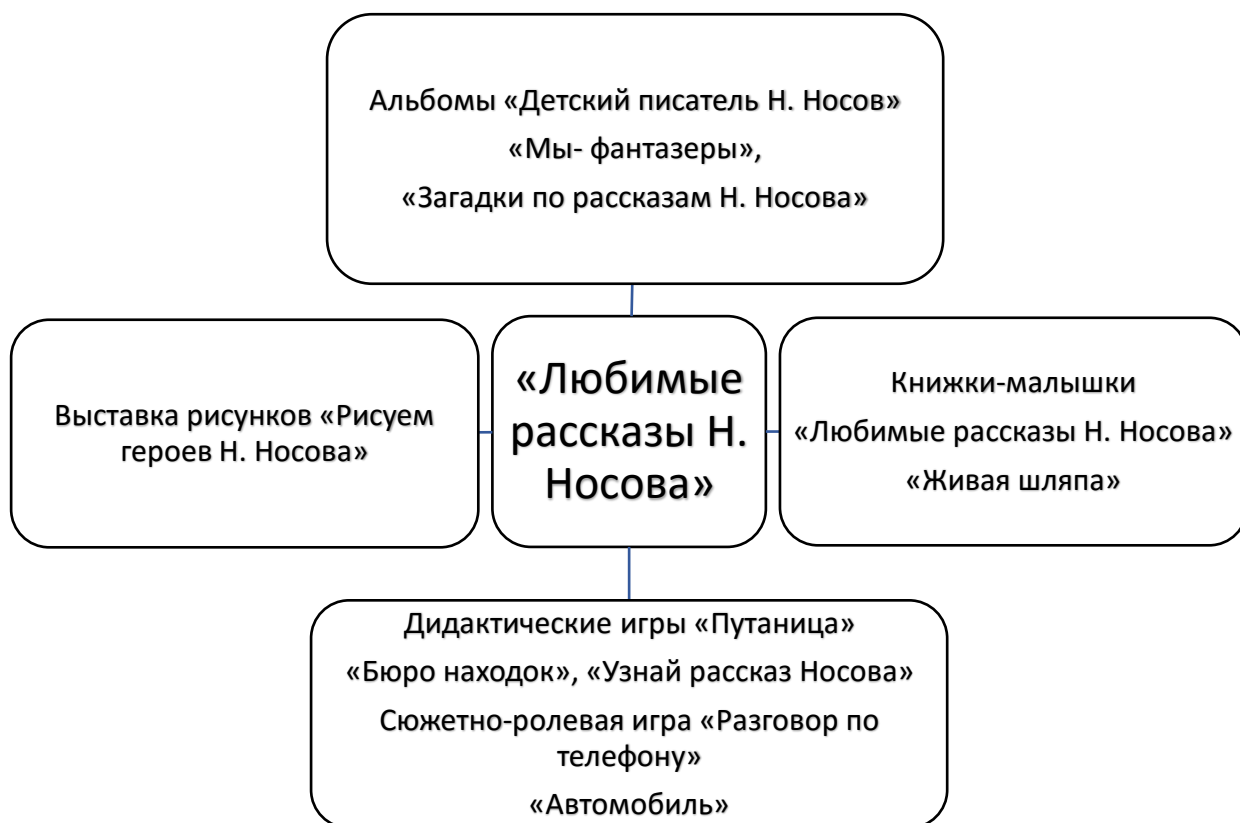 Альбомы «Детский писатель Н. Носов»
«Мы- фантазеры»,
«Загадки по рассказам Н. Носова»
Выставка рисунков «Рисуем
героев Н. Носова»
«Любимые
рассказы Н.
Носова»
Книжки-малышки
«Любимые рассказы Н. Носова»
«Живая шляпа»
Дидактические игры «Путаница»
«Бюро находок», «Узнай рассказ Носова»
Сюжетно-ролевая игра «Разговор по
телефону»
«Автомобиль»